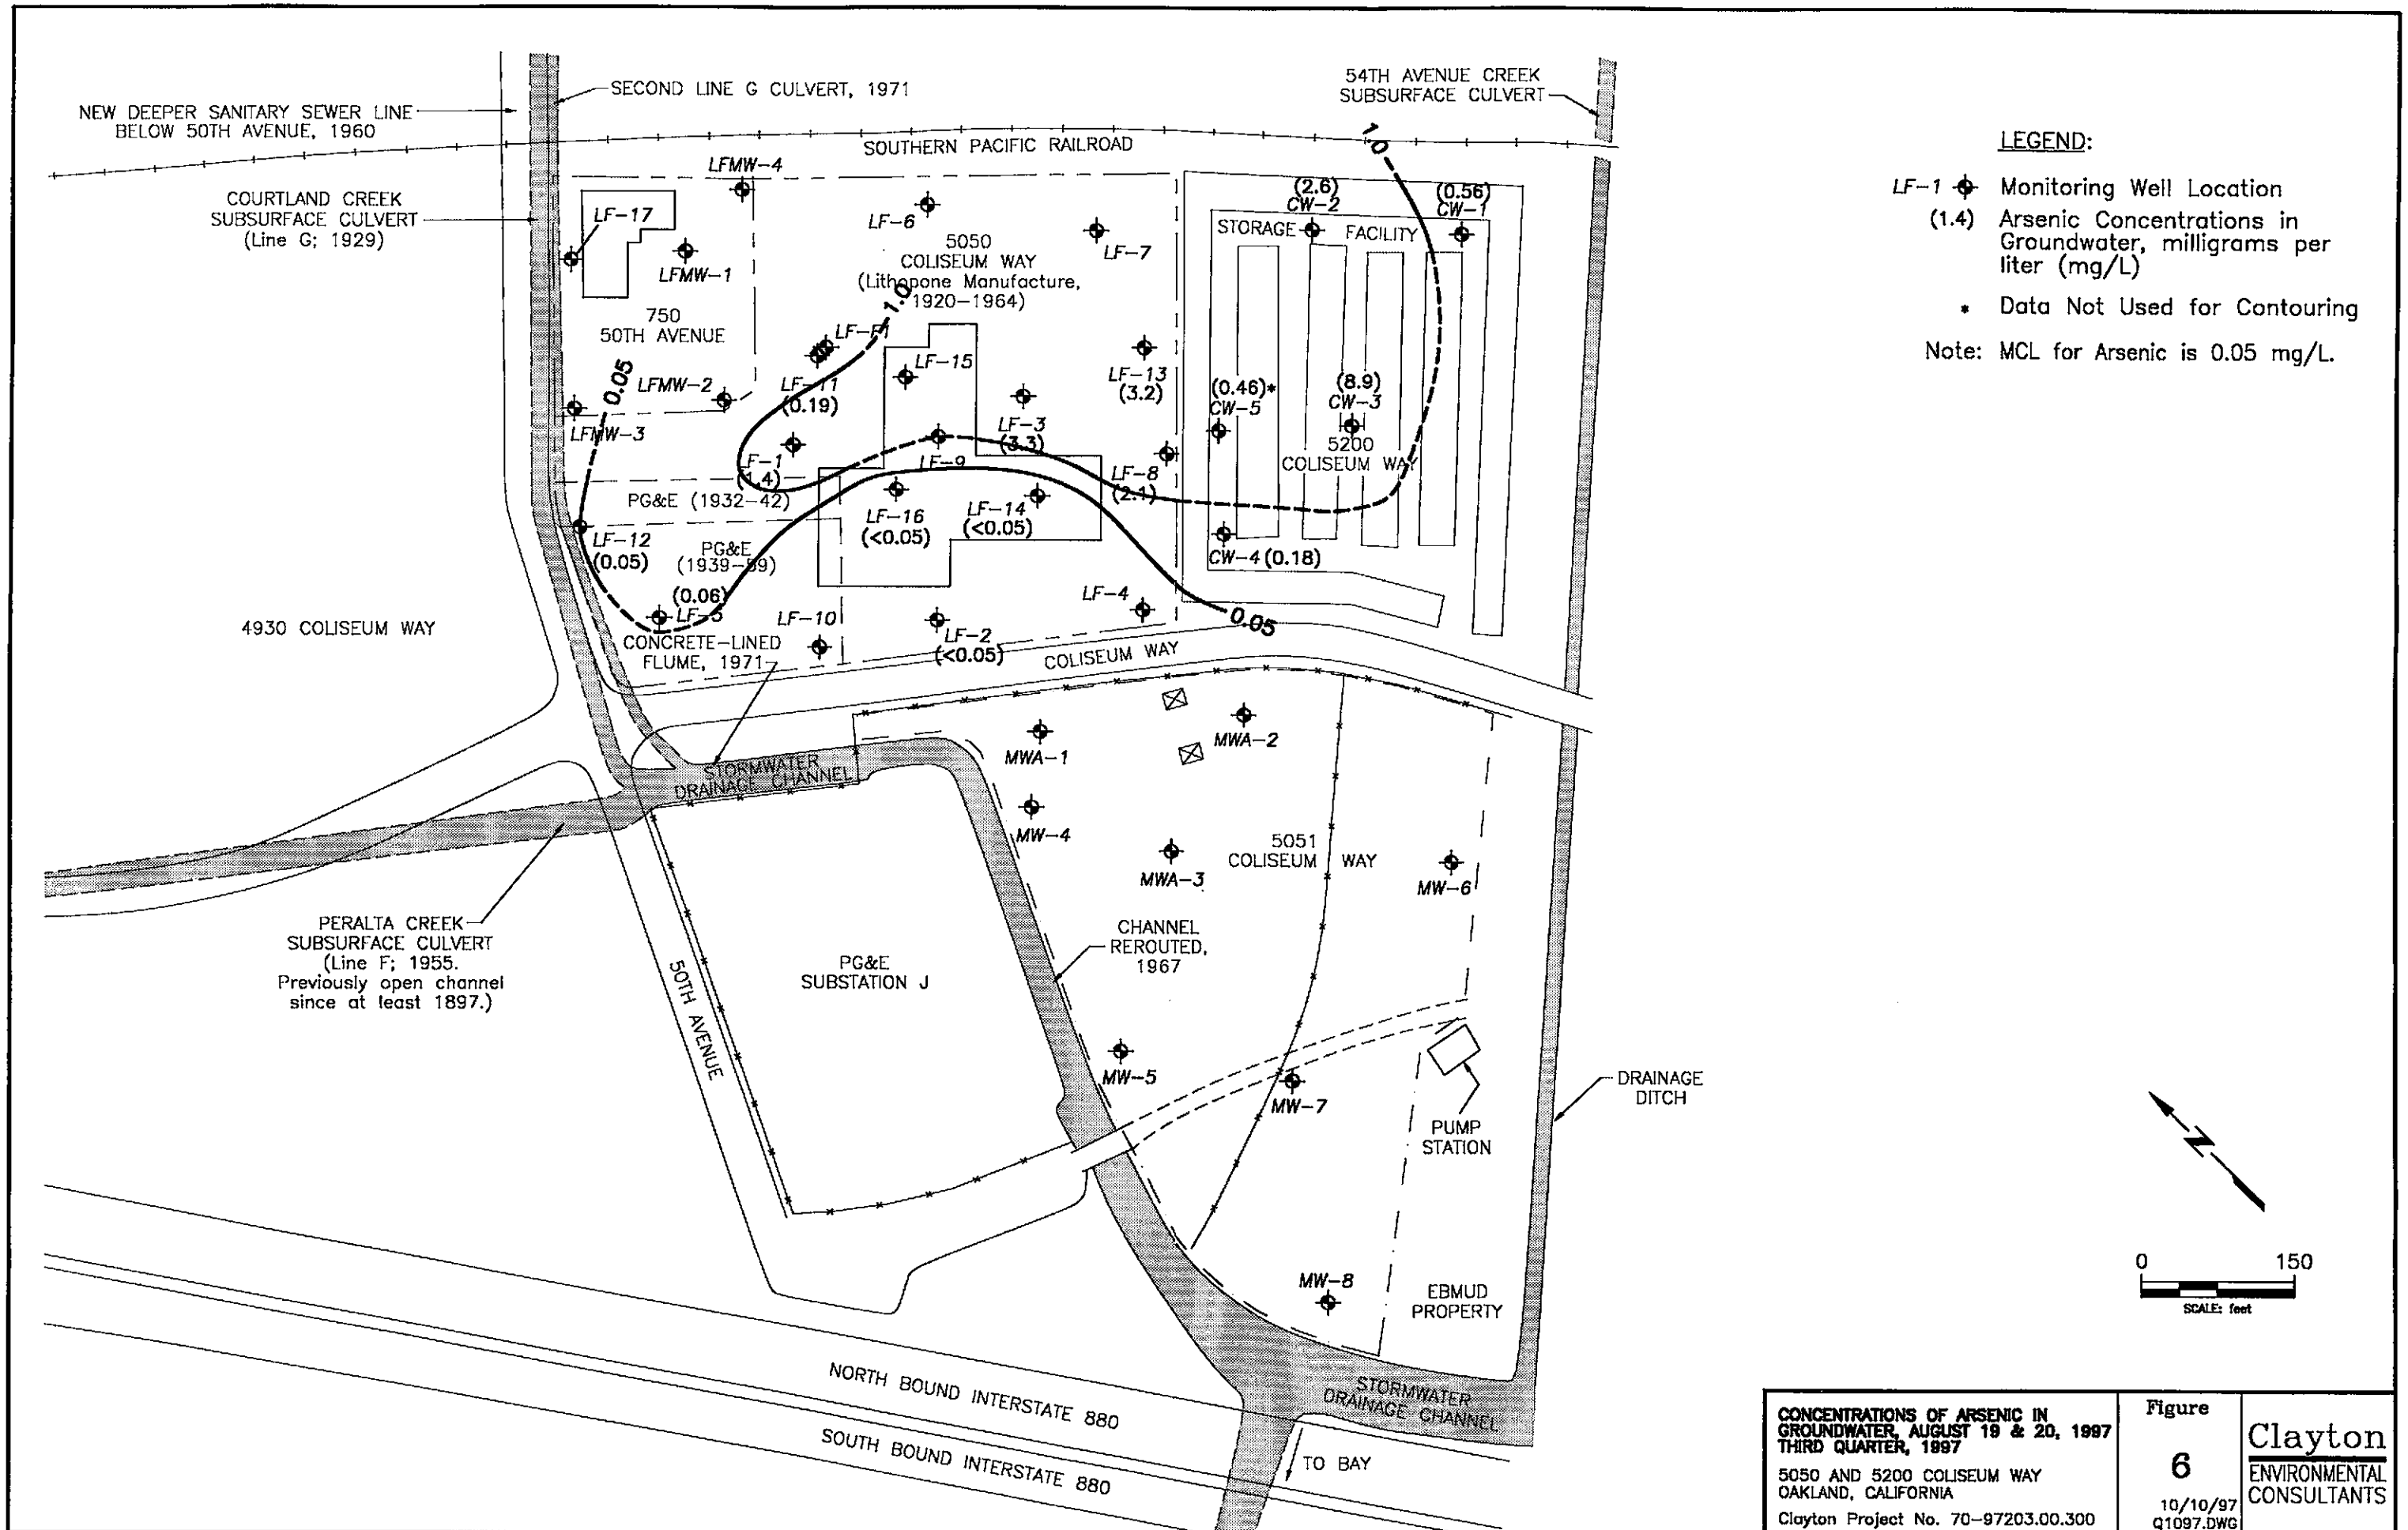 NEW DEEPER SANITARY SEWER LINE
BELOW 50TH AVENUE, 1960
SECOND LINE G CULVERT, 1971
54TH AVENUE CREEK
SUBSURFACE CULVERT
SOUTHERN PACIFIC RAILROAD
COURTLAND CREEK
SUBSURFACE CULVERT
(Line G; 1929)
LFMW-4
LF-17
LFMW-1
LF-6
LF-7
5050
COLISEUM WAY
(Lithopone Manufacture,
1920-1964)
1.0
1.0
(2.6)
CW-2
(0.56)
CW-1
STORAGE FACILITY
750
50TH AVENUE
0.05
LF-F1
LF-11
(0.19)
LF-15
LFMW-2
LFMW-3
LF-13
(3.2)
(0.46)*
CW-5
(8.9)
CW-3
5200
COLISEUM WAY
LF-3
(3.3)
LF-1
(1.4)
LF-9
LF-8
(2.1)
PG&E (1932-42)
LF-16
(<0.05)
LF-14
(<0.05)
LF-12
(0.05)
PG&E
(1939-59)
CW-4 (0.18)
(0.06)
LF-5
LF-10
LF-2
(<0.05)
LF-4
0.05
4930 COLISEUM WAY
CONCRETE-LINED
FLUME, 1971
COLISEUM WAY
STORMWATER
DRAINAGE CHANNEL
MWA-1
MWA-2
MW-4
MWA-3
5051
COLISEUM WAY
MW-6
PERALTA CREEK
SUBSURFACE CULVERT
(Line F; 1955.
Previously open channel
since at least 1897.)
CHANNEL
REROUTED,
1967
PG&E
SUBSTATION J
50TH AVENUE
MW-5
MW-7
PUMP
STATION
DRAINAGE
DITCH
MW-8
EBMUD
PROPERTY
STORMWATER
DRAINAGE CHANNEL
NORTH BOUND INTERSTATE 880
SOUTH BOUND INTERSTATE 880
TO BAY
LEGEND:
LF-1 Monitoring Well Location
(1.4) Arsenic Concentrations in
Groundwater, milligrams per
liter (mg/L)
* Data Not Used for Contouring
Note: MCL for Arsenic is 0.05 mg/L.
N
0 150
SCALE: feet
CONCENTRATIONS OF ARSENIC IN
GROUNDWATER, AUGUST 19 & 20, 1997
THIRD QUARTER, 1997
5050 AND 5200 COLISEUM WAY
OAKLAND, CALIFORNIA
Clayton Project No. 70-97203.00.300
Figure
6
10/10/97
Q1097.DWG
Clayton
ENVIRONMENTAL
CONSULTANTS